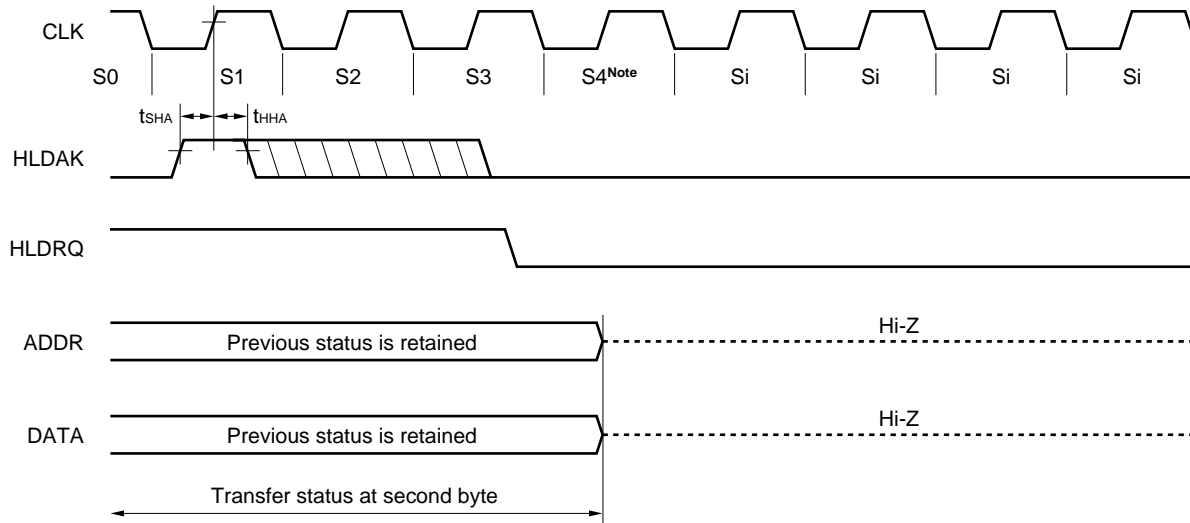 CLK
S0 S1 S2 S3 S4Note Si Si Si Si
tSHA tHHA
HLDAK
HLDRQ
ADDR Previous status is retained Hi-Z
DATA Previous status is retained Hi-Z
Transfer status at second byte